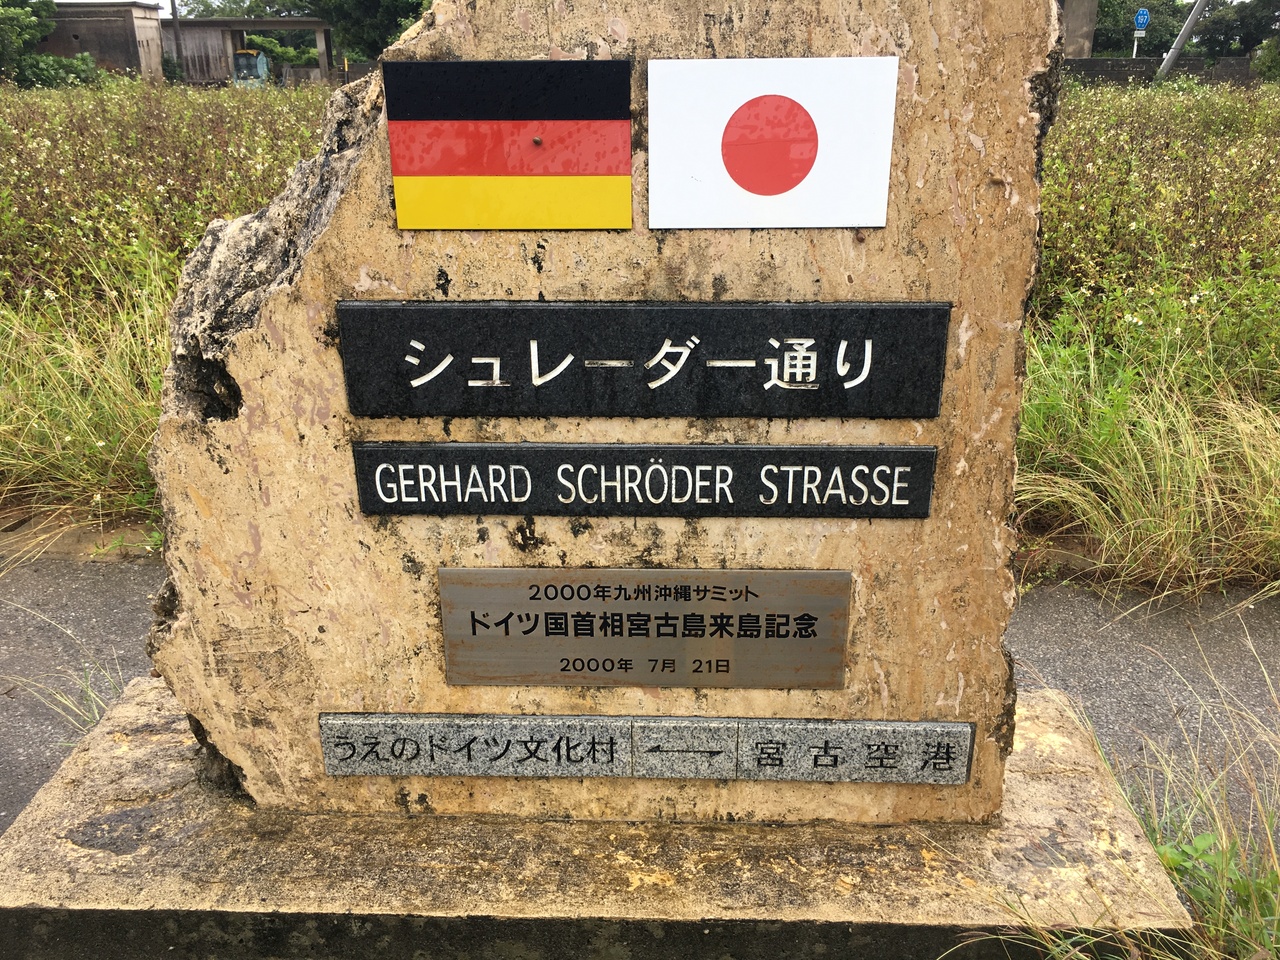 197
シュレーダー通り
GERHARD SCHRÖDER STRASSE
2000年九州沖縄サミット
ドイツ国首相宮古島来島記念
2000年 7月 21日
うえのドイツ文化村 ←→ 宮古空港